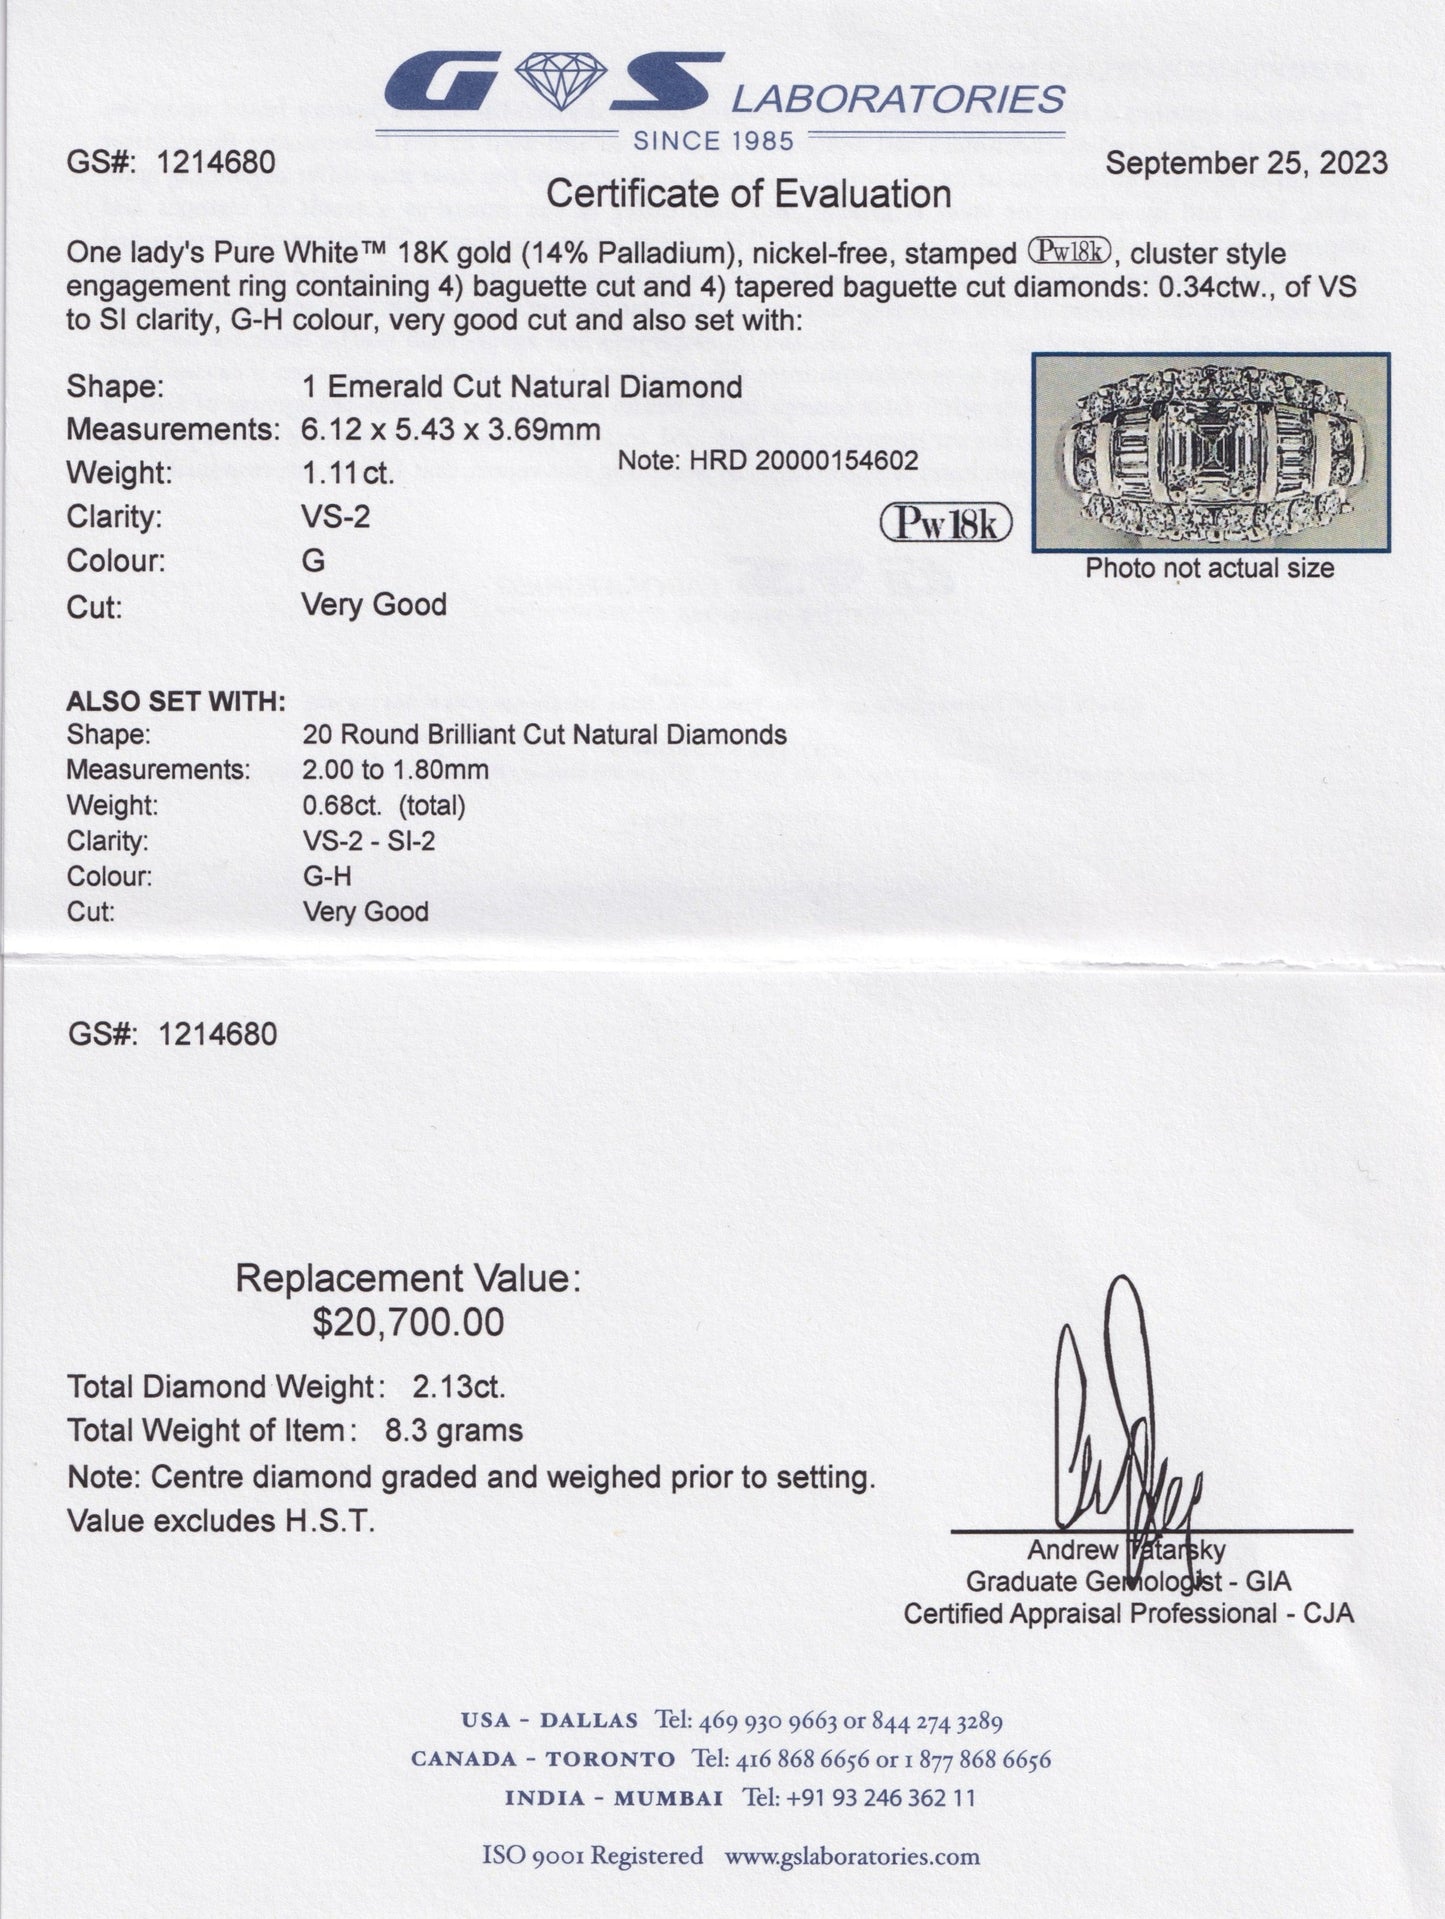 GS LABORATORIES
SINCE 1985
GS#: 1214680
September 25, 2023
Certificate of Evaluation
One lady's Pure White™ 18K gold (14% Palladium), nickel-free, stamped Pw18k, cluster style
engagement ring containing 4) baguette cut and 4) tapered baguette cut diamonds: 0.34ctw., of VS
to SI clarity, G-H colour, very good cut and also set with:
Shape: 1 Emerald Cut Natural Diamond
Measurements: 6.12 x 5.43 x 3.69mm
Weight: 1.11ct.
Note: HRD 20000154602
Clarity: VS-2
Pw18k
Colour: G
Photo not actual size
Cut: Very Good
ALSO SET WITH:
Shape: 20 Round Brilliant Cut Natural Diamonds
Measurements: 2.00 to 1.80mm
Weight: 0.68ct. (total)
Clarity: VS-2 - SI-2
Colour: G-H
Cut: Very Good
GS#: 1214680
Replacement Value:
$20,700.00
Total Diamond Weight: 2.13ct.
Total Weight of Item: 8.3 grams
Note: Centre diamond graded and weighed prior to setting.
Value excludes H.S.T.
Andrew Tatarsky
Graduate Gemologist - GIA
Certified Appraisal Professional - CJA
USA - DALLAS Tel: 469 930 9663 or 844 274 3289
CANADA - TORONTO Tel: 416 868 6656 or 1 877 868 6656
INDIA - MUMBAI Tel: +91 93 246 362 11
ISO 9001 Registered www.gslaboratories.com